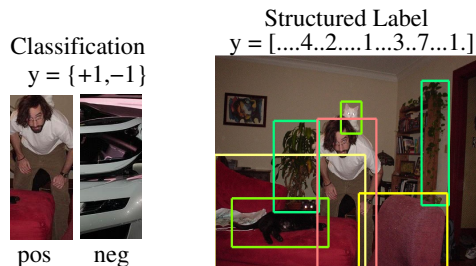 Classification
y = {+1,−1}
pos neg
Structured Label
y = [....4..2....1...3..7...1.]